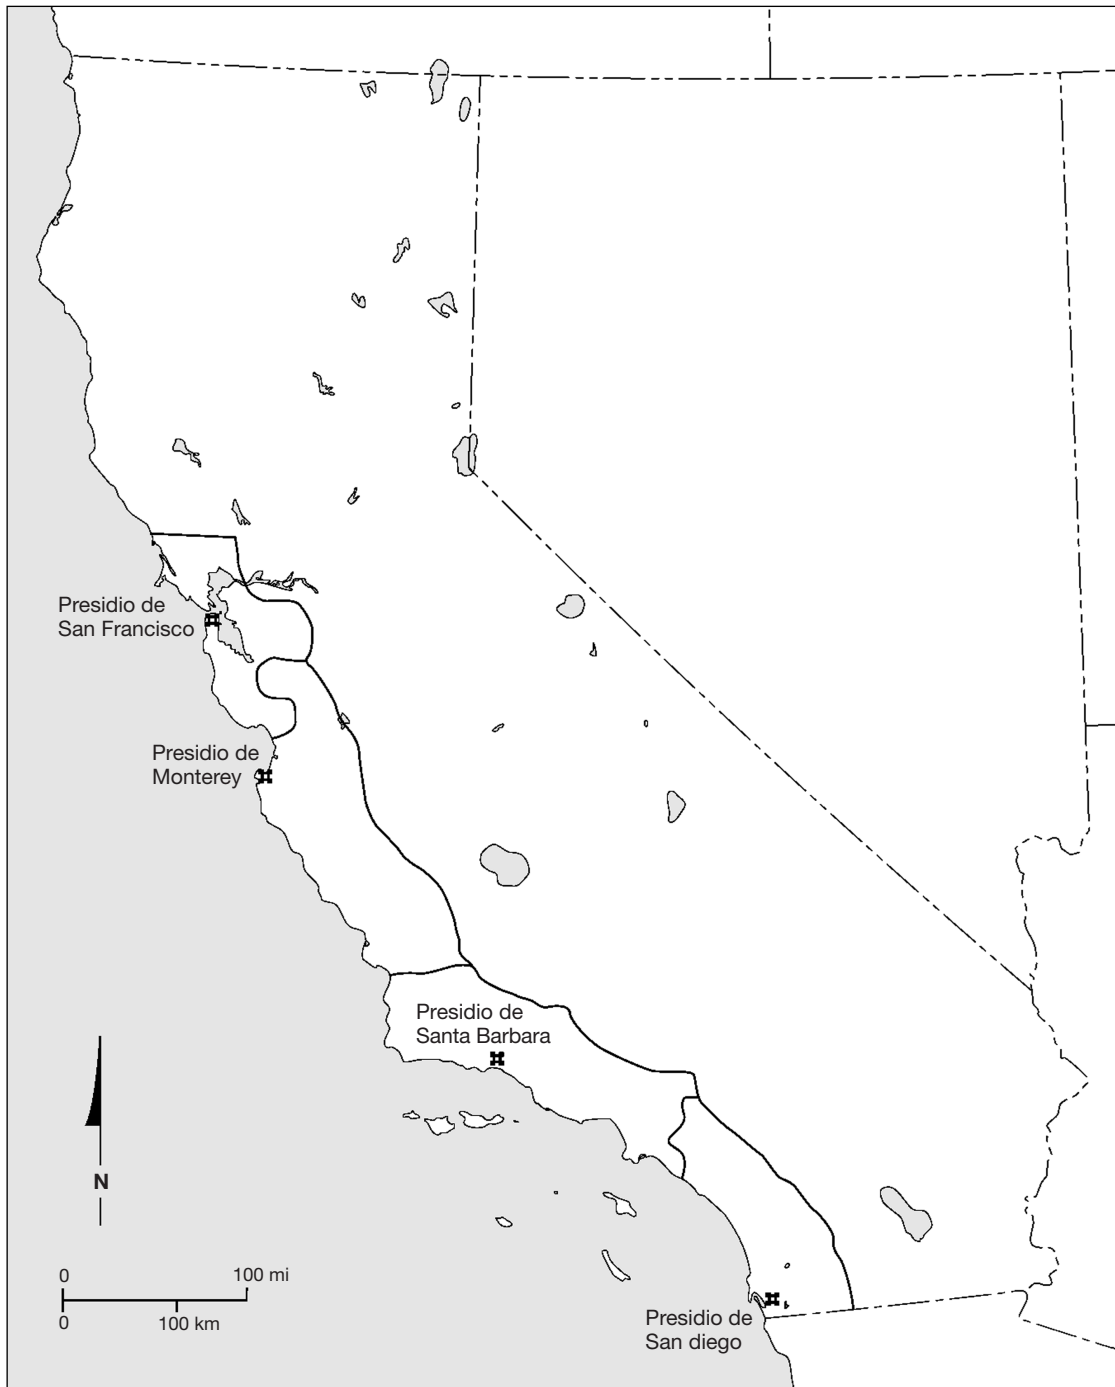 Presidio de
San Francisco
Presidio de
Monterey
Presidio de
Santa Barbara
N
0 100 mi
0 100 km
Presidio de
San diego